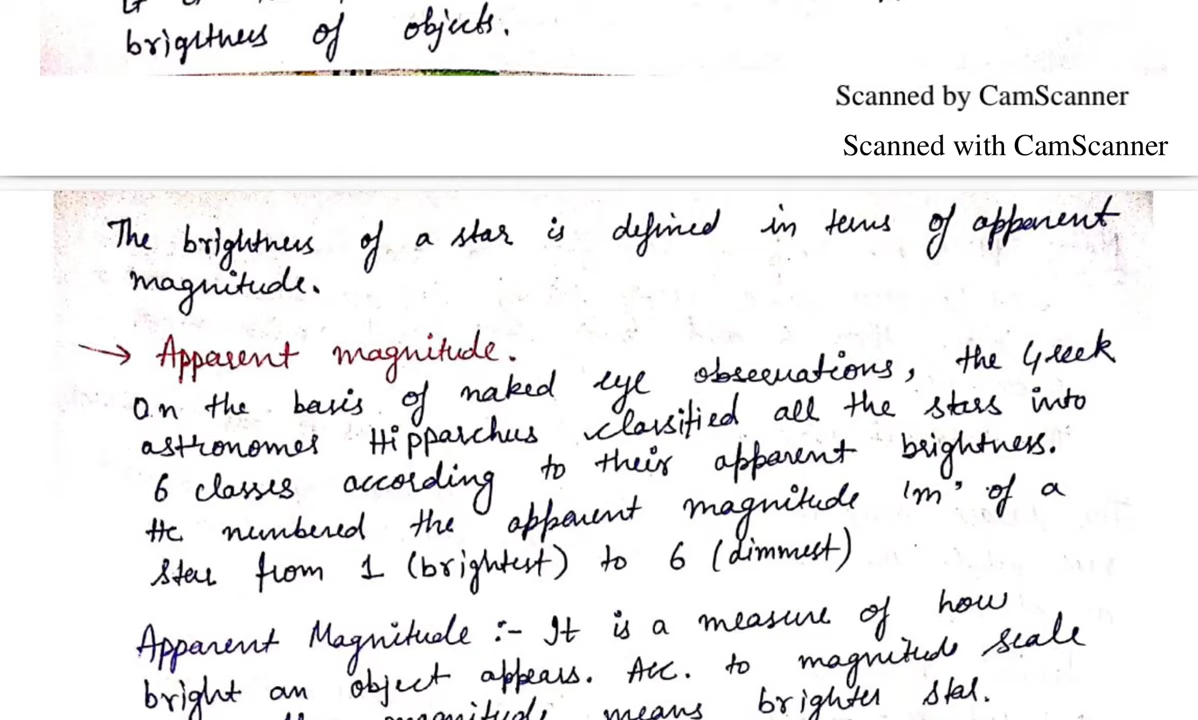 brigthness of objects.
Scanned by CamScanner
Scanned with CamScanner
The brightness of a star is defined in terms of apparent
magnitude.
→ Apparent magnitude.
On the basis of naked eye observations, the Greek
astronomer Hipparchus classified all the stars into
6 classes according to their apparent brightness.
He numbered the apparent magnitude 'm' of a
star from 1 (brightest) to 6 (dimmest)
Apparent Magnitude :- It is a measure of how
bright an object appears. Acc. to magnitude scale
magnitude means brighter star.